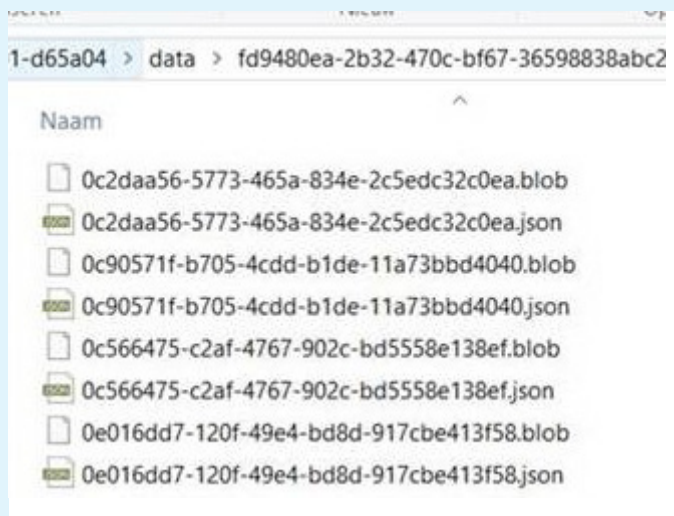 1-d65a04 > data > fd9480ea-2b32-470c-bf67-36598838abc2
Naam
0c2daa56-5773-465a-834e-2c5edc32c0ea.blob
0c2daa56-5773-465a-834e-2c5edc32c0ea.json
0c90571f-b705-4cdd-b1de-11a73bbd4040.blob
0c90571f-b705-4cdd-b1de-11a73bbd4040.json
0c566475-c2af-4767-902c-bd5558e138ef.blob
0c566475-c2af-4767-902c-bd5558e138ef.json
0e016dd7-120f-49e4-bd8d-917cbe413f58.blob
0e016dd7-120f-49e4-bd8d-917cbe413f58.json